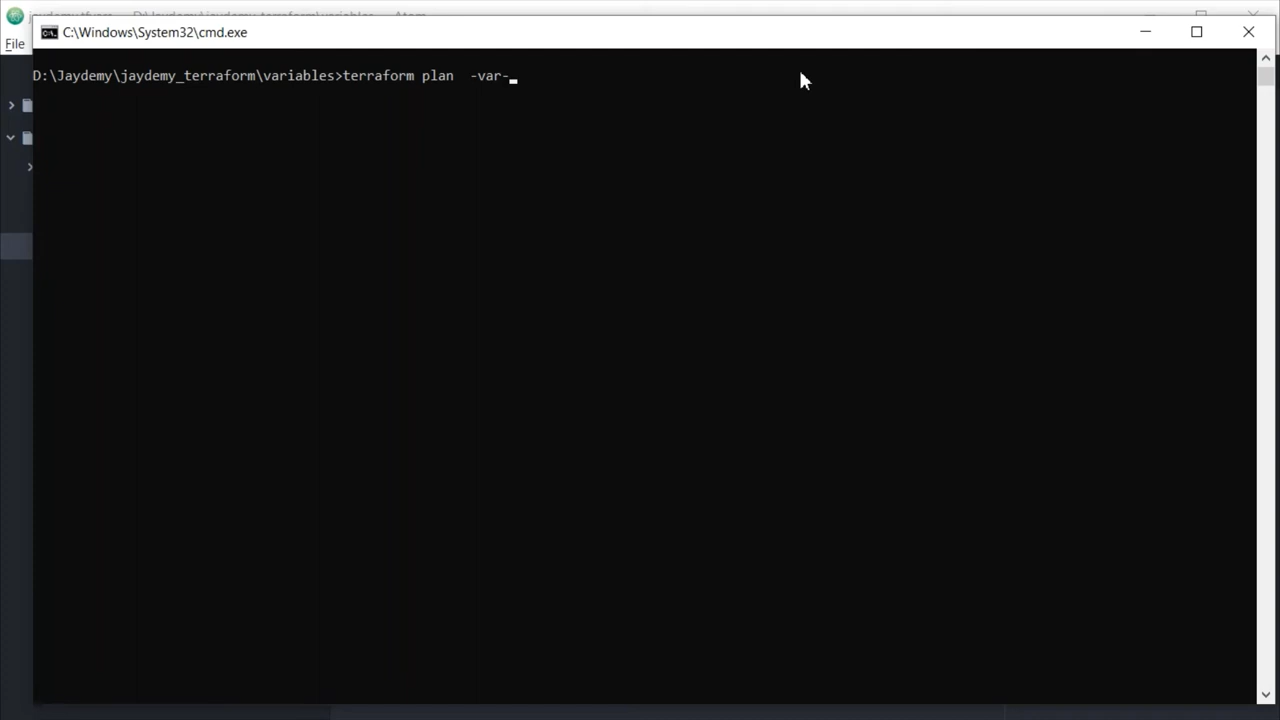 C:\Windows\System32\cmd.exe
File
D:\Jaydemy\jaydemy_terraform\variables>terraform plan  -var-